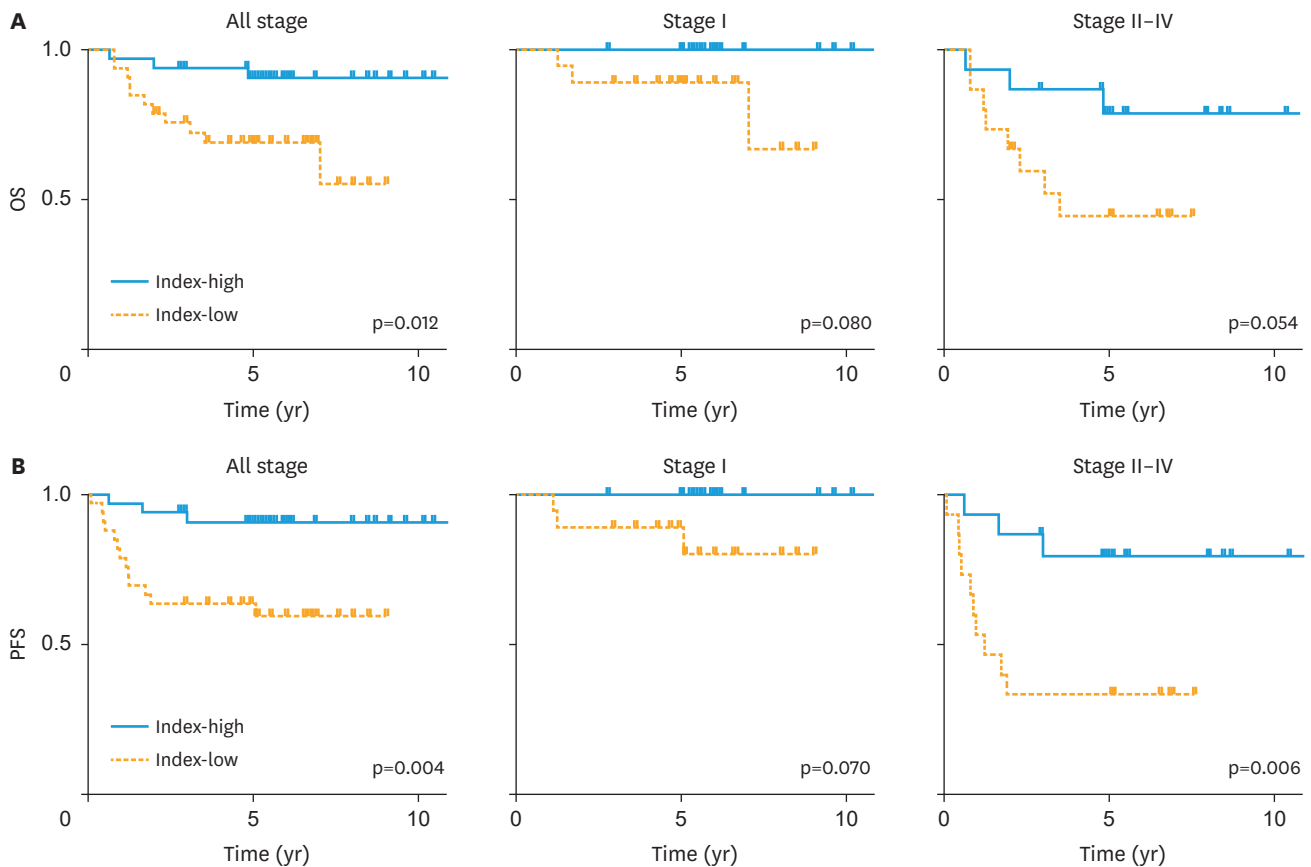 A
All stage
Stage I
Stage II–IV
OS
1.0
0.5
0
5
10
Time (yr)
Index-high
Index-low
p=0.012
0
5
10
Time (yr)
p=0.080
0
5
10
Time (yr)
p=0.054
B
All stage
Stage I
Stage II–IV
PFS
1.0
0.5
0
5
10
Time (yr)
Index-high
Index-low
p=0.004
0
5
10
Time (yr)
p=0.070
0
5
10
Time (yr)
p=0.006